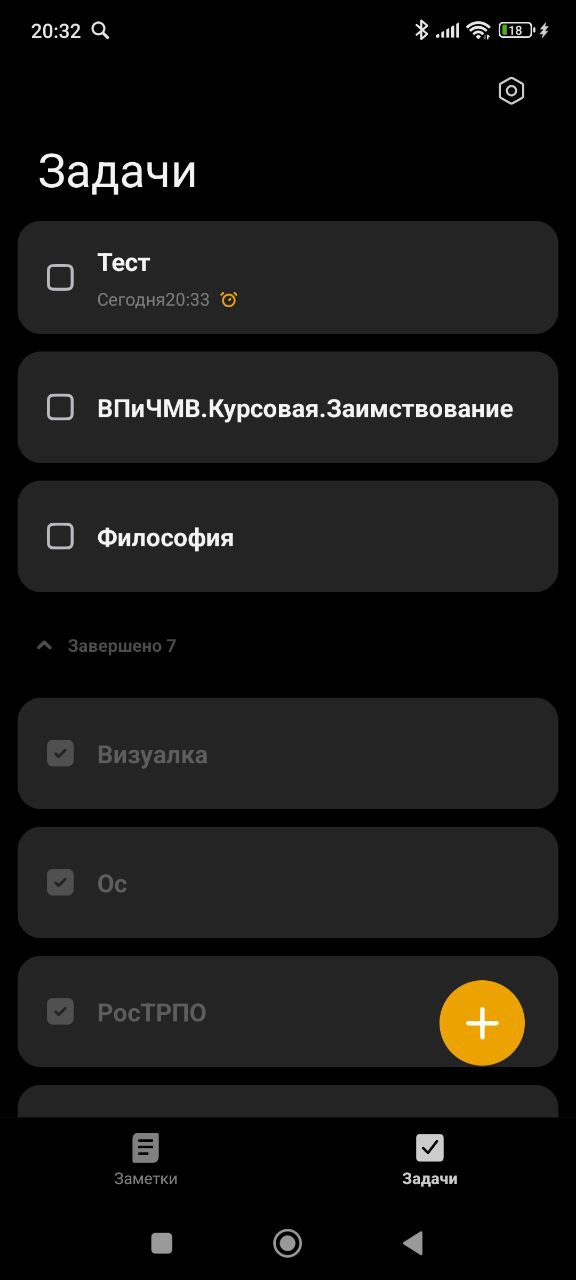 20:32
18
Задачи
Тест
Сегодня20:33
ВПиЧМВ.Курсовая.Заимствование
Философия
Завершено 7
Визуалка
Ос
РосТРПО
Заметки
Задачи